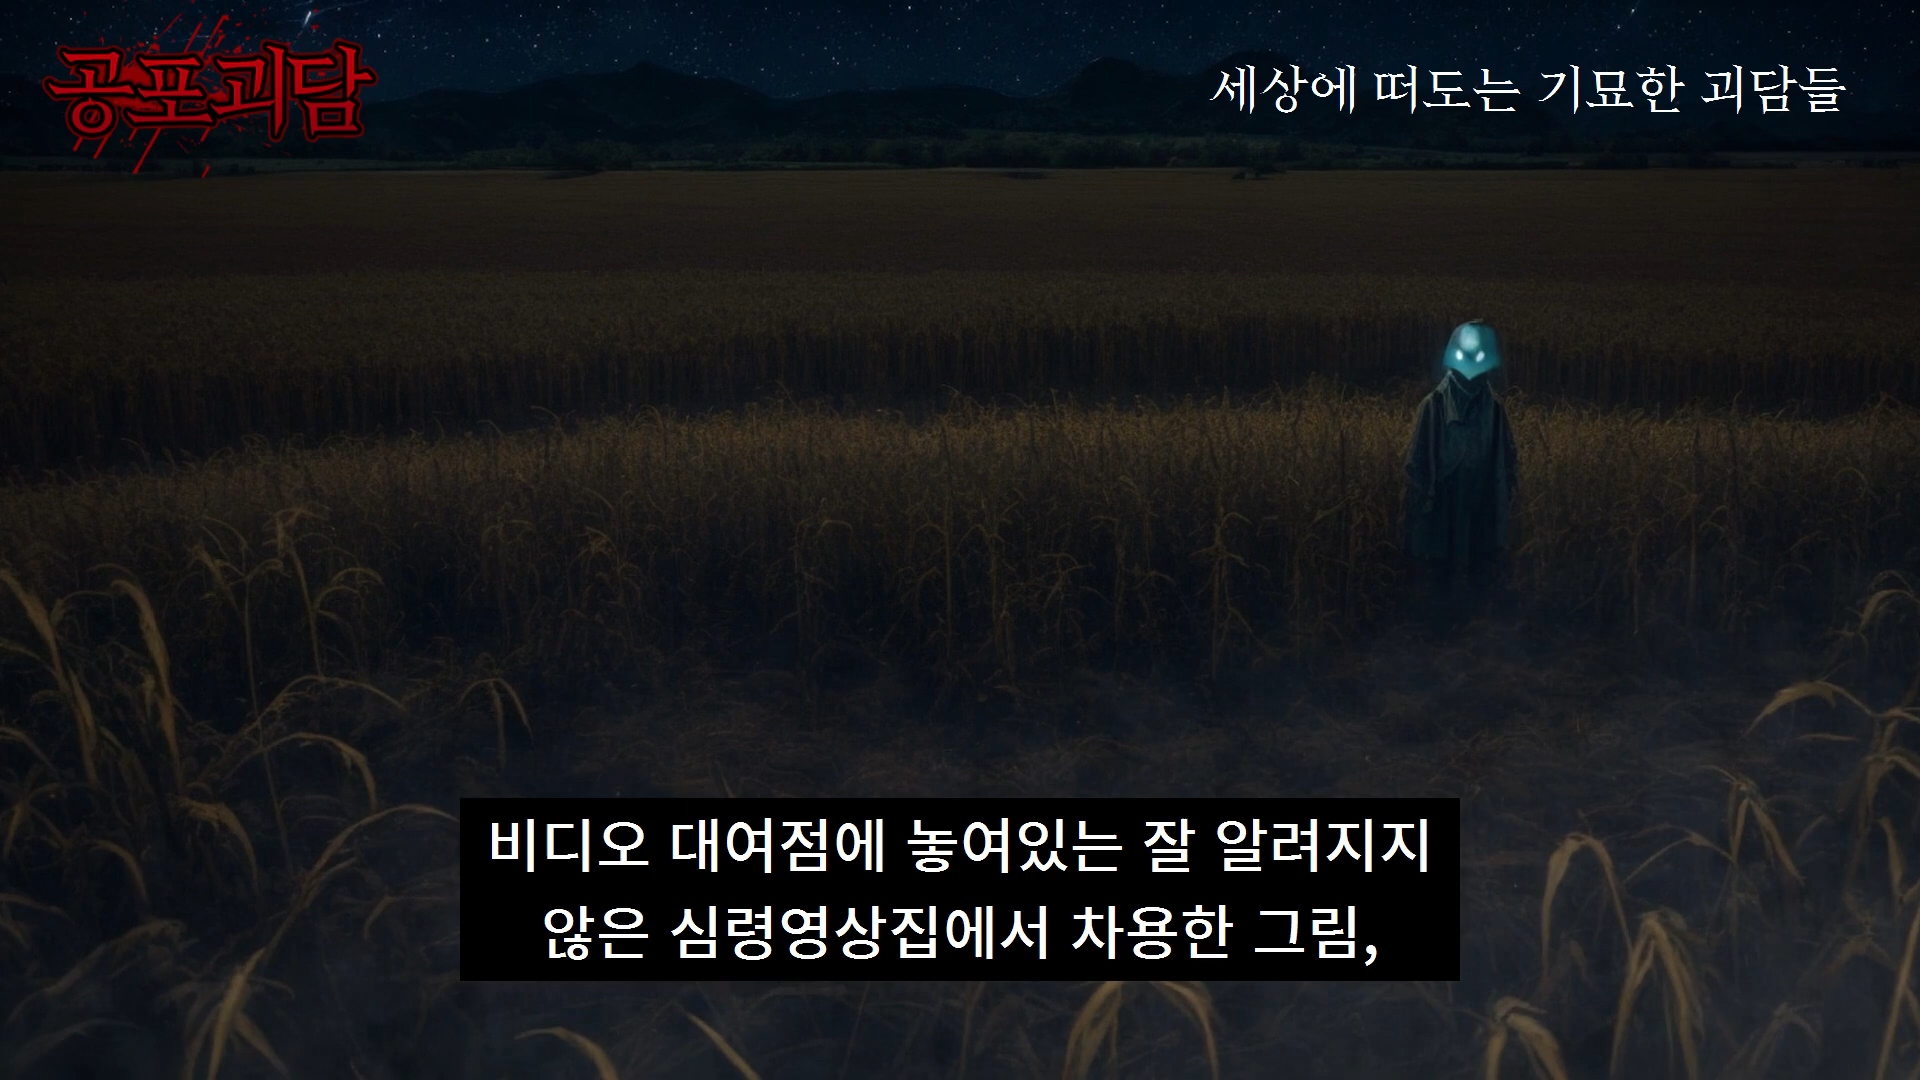 공포괴담
세상에 떠도는 기묘한 괴담들
비디오 대여점에 놓여있는 잘 알려지지
않은 심령영상집에서 차용한 그림,